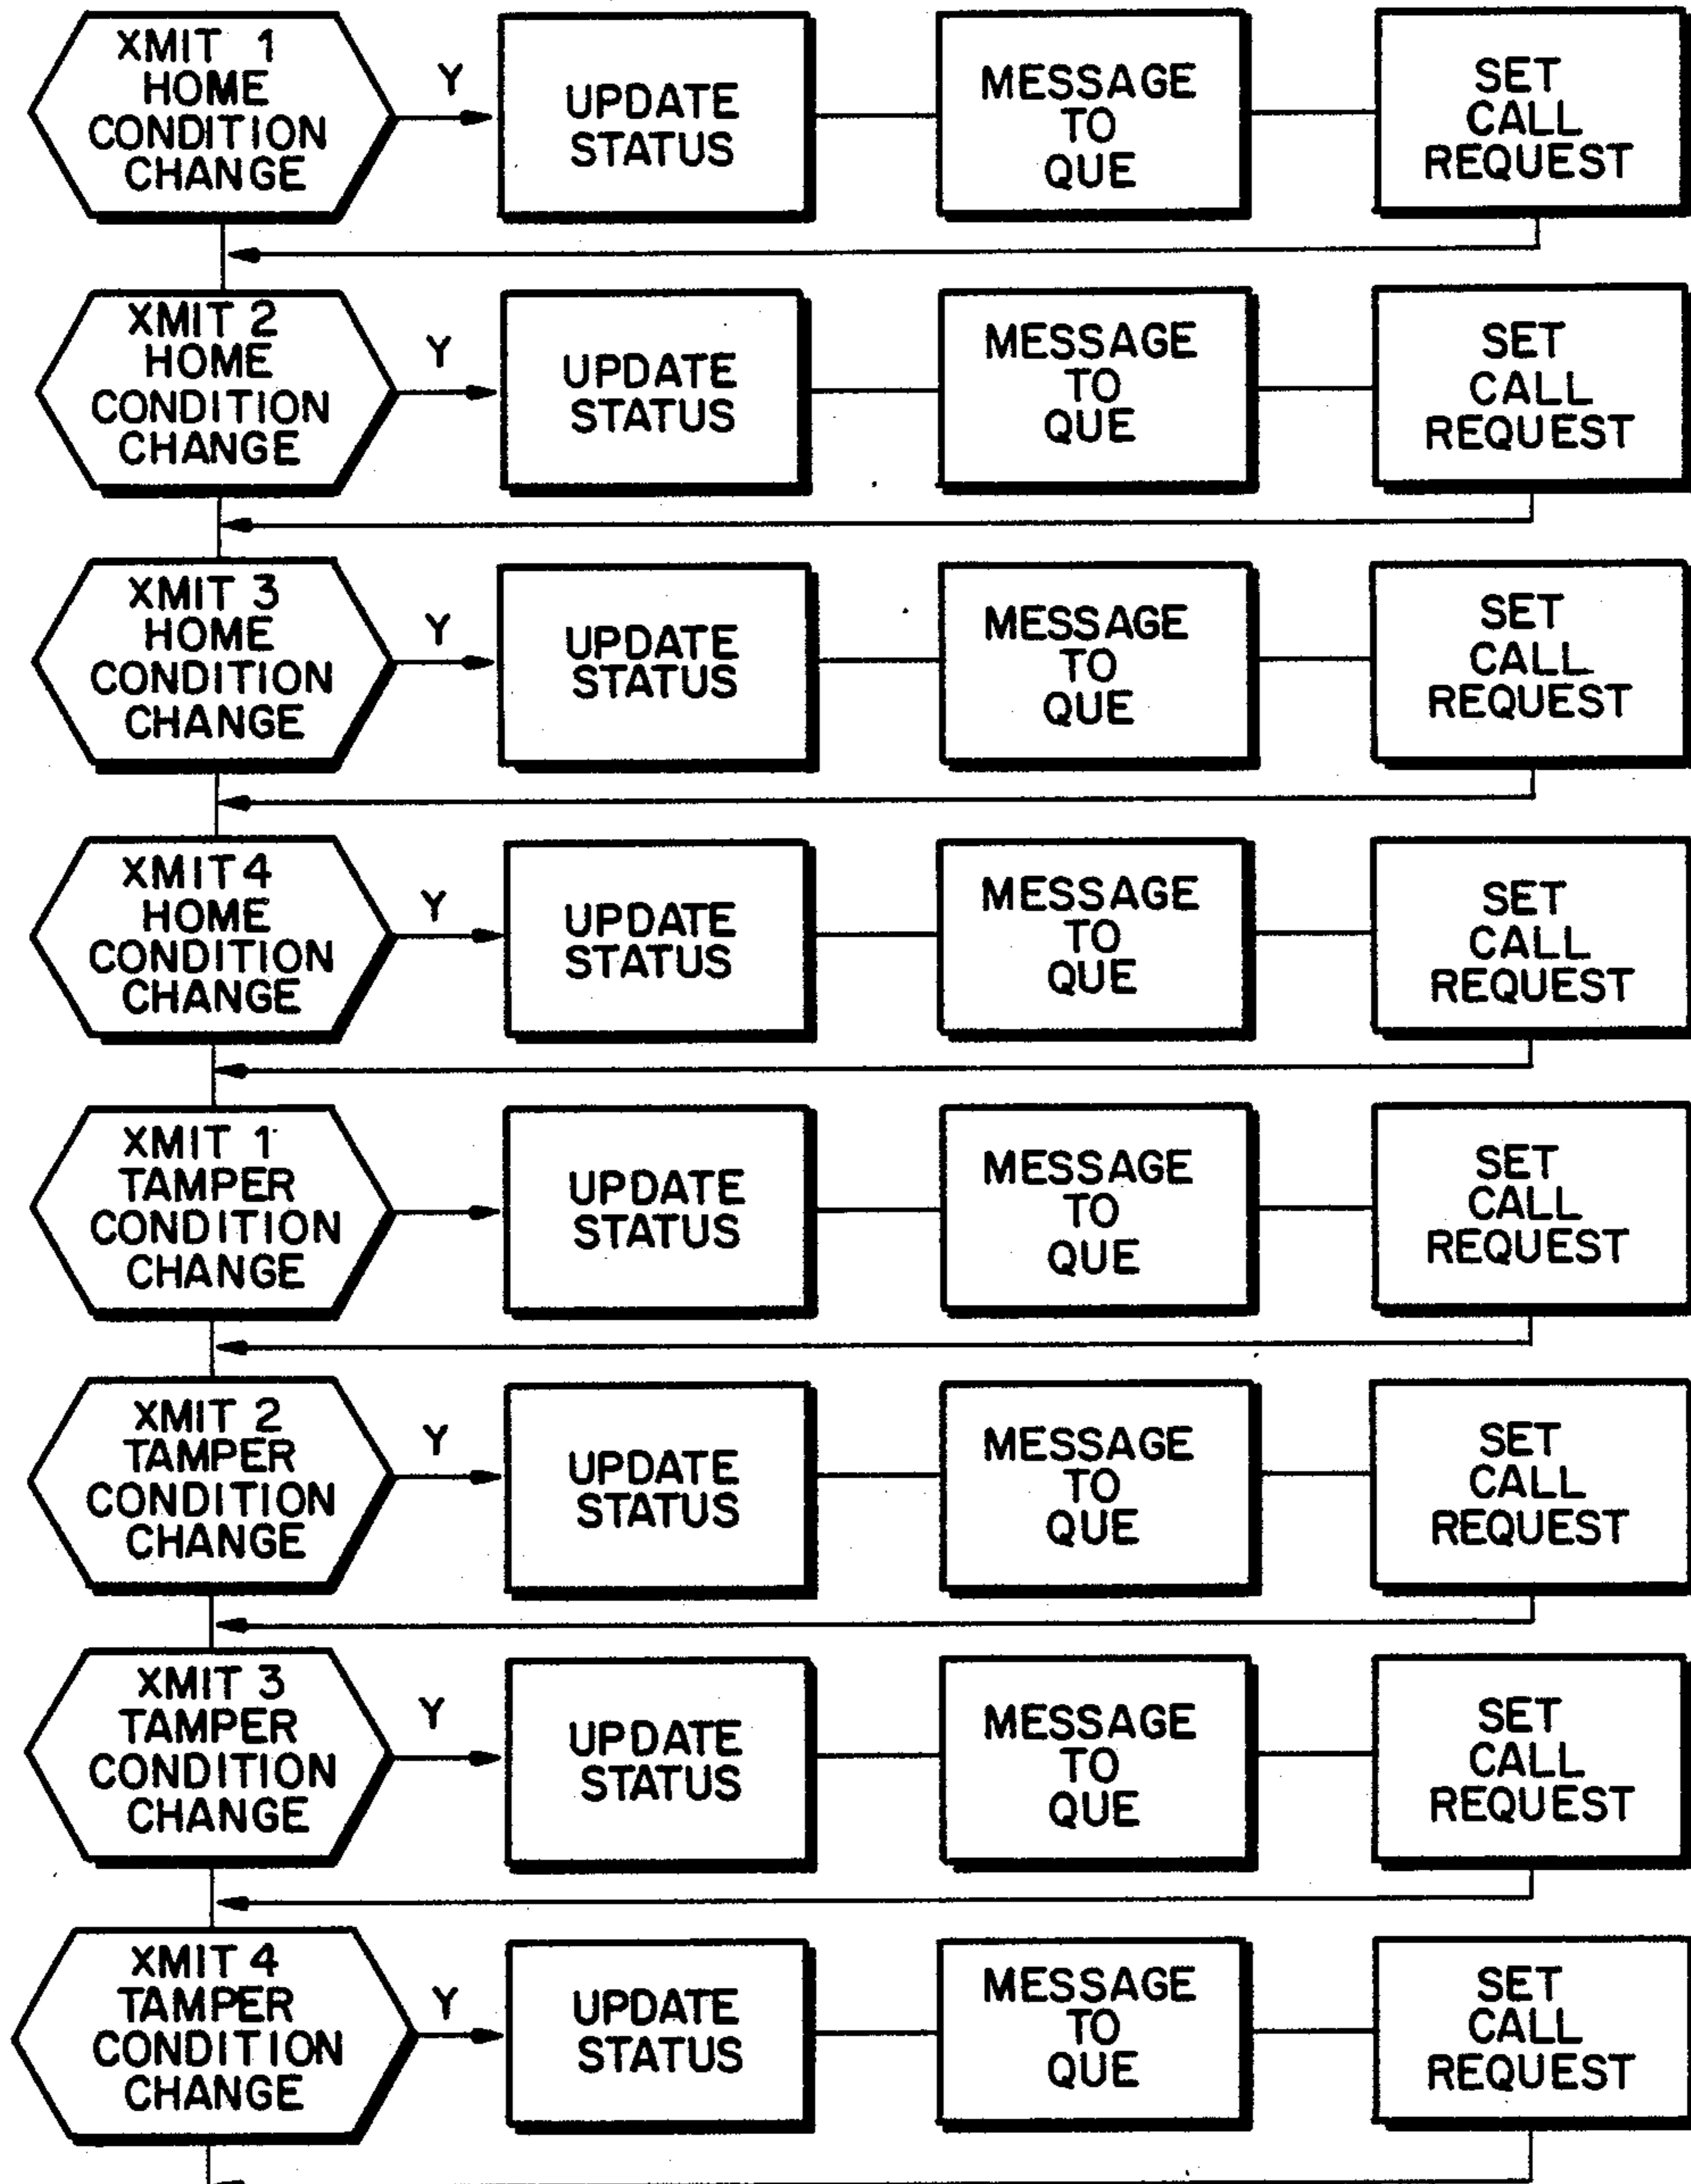 XMIT 1
HOME
CONDITION
CHANGE
Y
UPDATE
STATUS
MESSAGE
TO
QUE
SET
CALL
REQUEST
XMIT 2
HOME
CONDITION
CHANGE
Y
UPDATE
STATUS
MESSAGE
TO
QUE
SET
CALL
REQUEST
XMIT 3
HOME
CONDITION
CHANGE
Y
UPDATE
STATUS
MESSAGE
TO
QUE
SET
CALL
REQUEST
XMIT 4
HOME
CONDITION
CHANGE
Y
UPDATE
STATUS
MESSAGE
TO
QUE
SET
CALL
REQUEST
XMIT 1
TAMPER
CONDITION
CHANGE
UPDATE
STATUS
MESSAGE
TO
QUE
SET
CALL
REQUEST
XMIT 2
TAMPER
CONDITION
CHANGE
Y
UPDATE
STATUS
MESSAGE
TO
QUE
SET
CALL
REQUEST
XMIT 3
TAMPER
CONDITION
CHANGE
Y
UPDATE
STATUS
MESSAGE
TO
QUE
SET
CALL
REQUEST
XMIT 4
TAMPER
CONDITION
CHANGE
Y
UPDATE
STATUS
MESSAGE
TO
QUE
SET
CALL
REQUEST